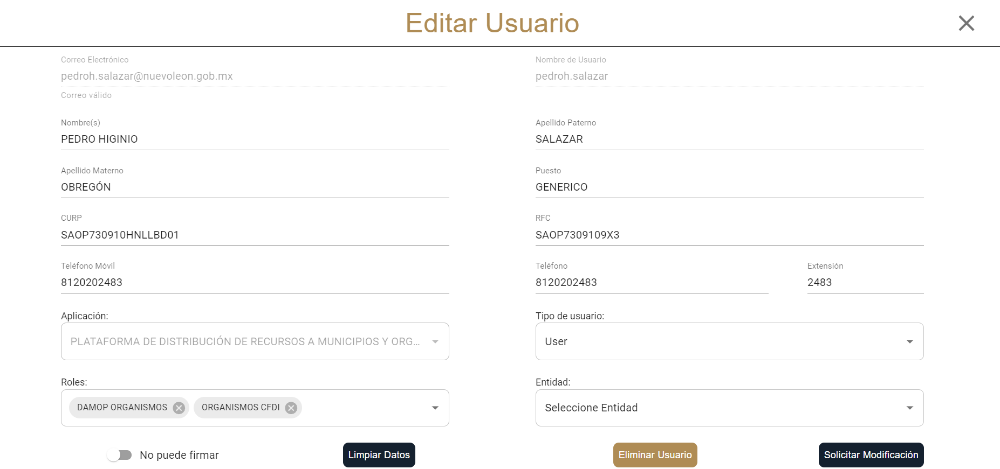 Editar Usuario
Correo Electrónico
pedroh.salazar@nuevoleon.gob.mx
Correo válido
Nombre de Usuario
pedroh.salazar
Nombre(s)
PEDRO HIGINIO
Apellido Paterno
SALAZAR
Apellido Materno
OBREGÓN
Puesto
GENERICO
CURP
SAOP730910HNLLBD01
RFC
SAOP7309109X3
Teléfono Móvil
8120202483
Teléfono
8120202483
Extensión
2483
Aplicación:
PLATAFORMA DE DISTRIBUCIÓN DE RECURSOS A MUNICIPIOS Y ORG...
Tipo de usuario:
User
Roles:
DAMOP ORGANISMOS
ORGANISMOS CFDI
Entidad:
Seleccione Entidad
No puede firmar
Limpiar Datos
Eliminar Usuario
Solicitar Modificación